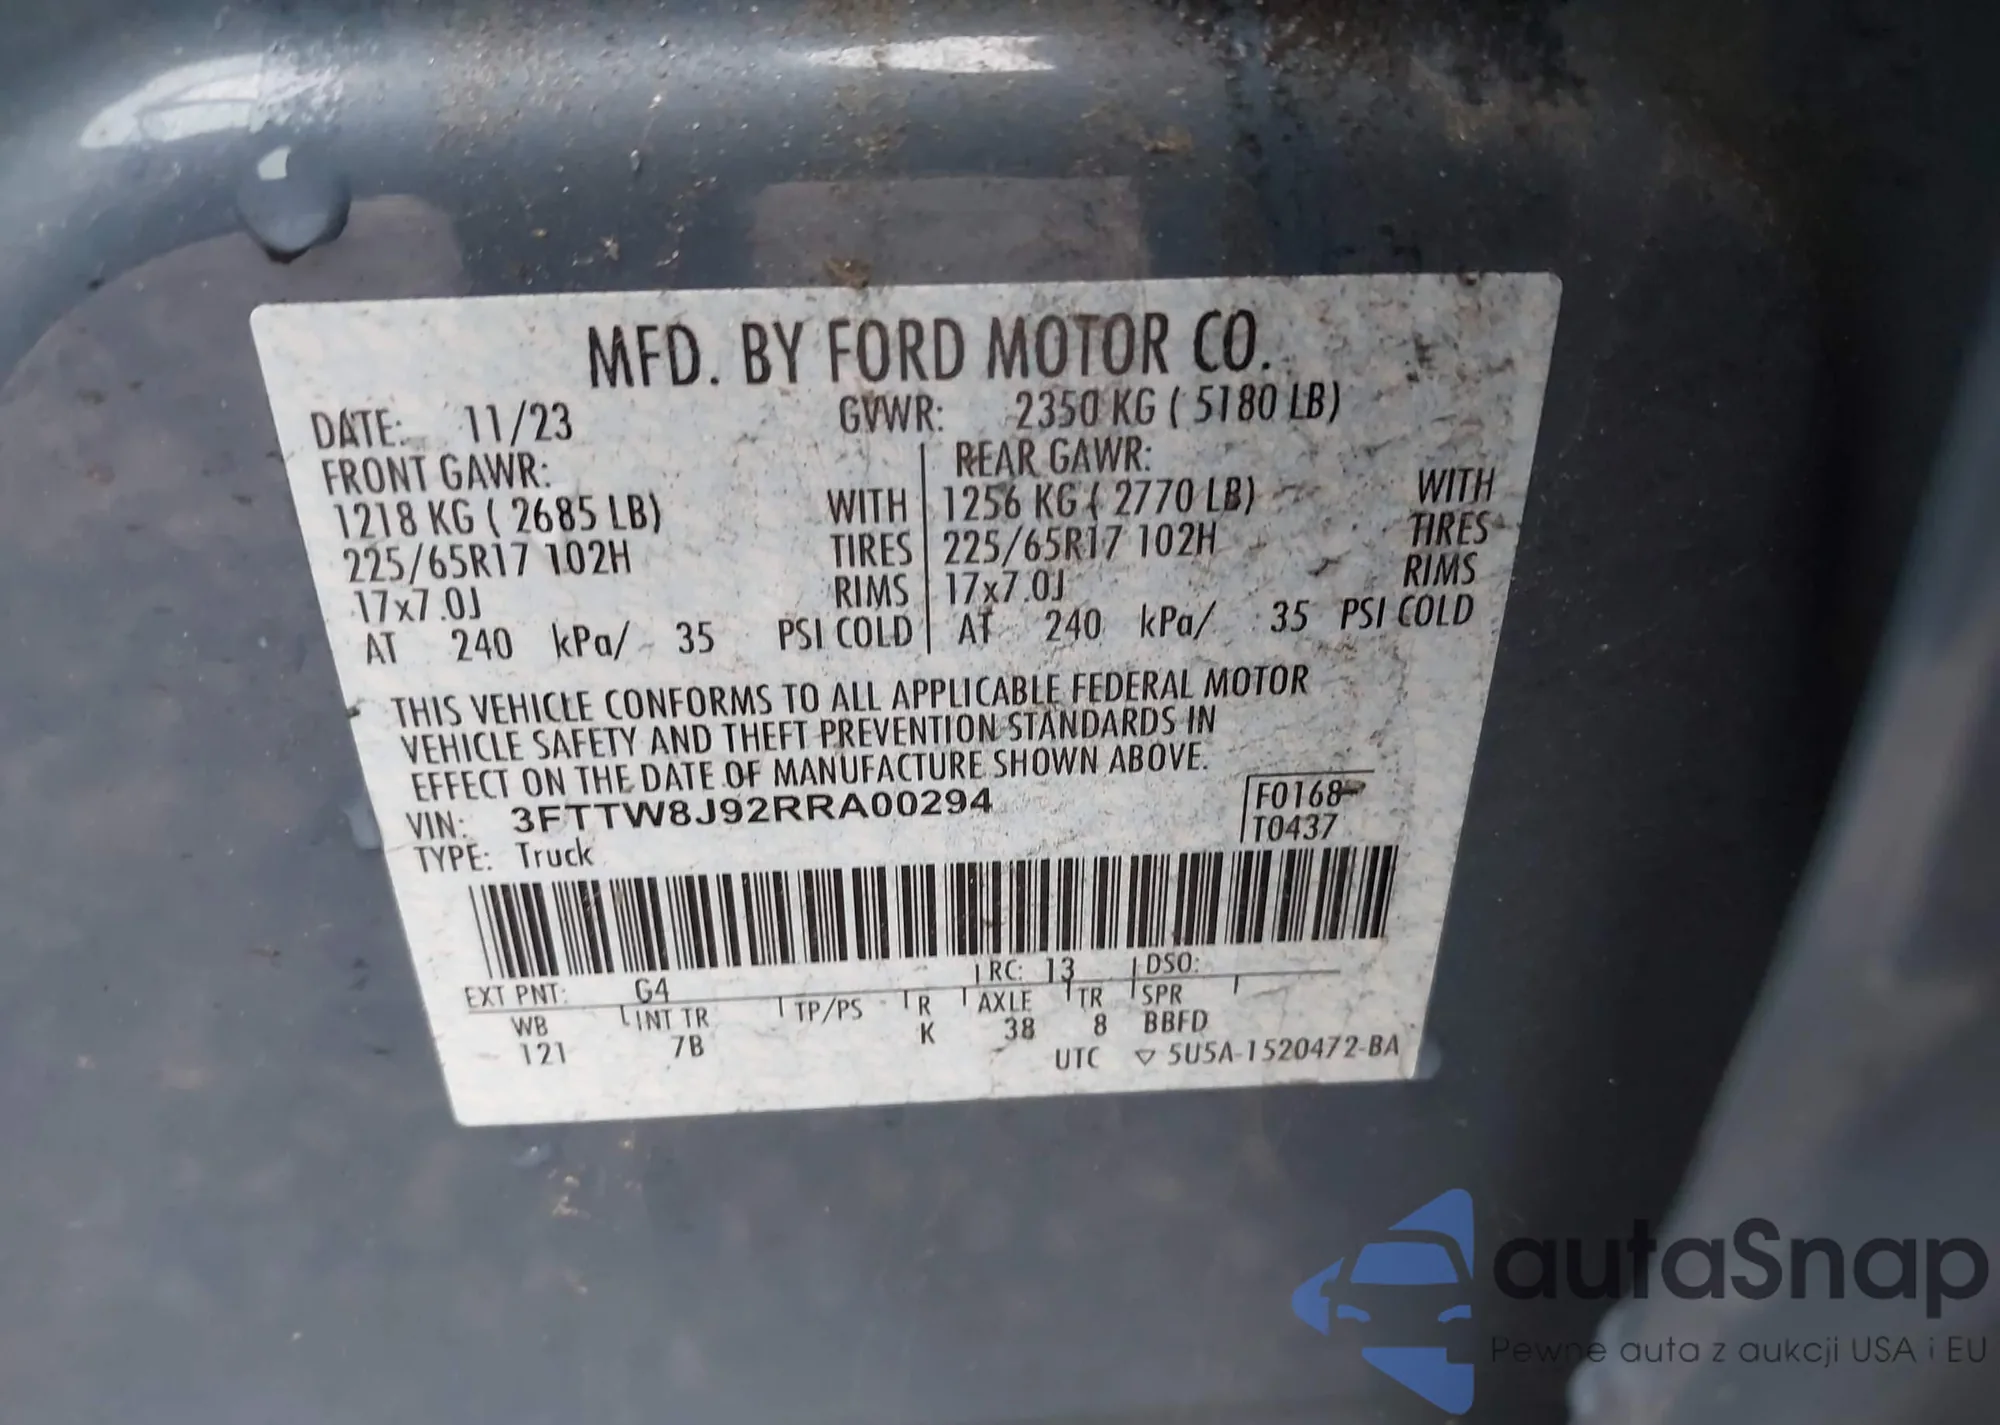 MFD. BY FORD MOTOR CO.
DATE: 11/23 GVWR: 2350 KG ( 5180 LB)
FRONT GAWR: REAR GAWR:
1218 KG ( 2685 LB) WITH 1256 KG ( 2770 LB) WITH
225/65R17 102H TIRES 225/65R17 102H TIRES
17x7.0J RIMS 17x7.0J RIMS
AT 240 kPa/ 35 PSI COLD AT 240 kPa/ 35 PSI COLD
THIS VEHICLE CONFORMS TO ALL APPLICABLE FEDERAL MOTOR
VEHICLE SAFETY AND THEFT PREVENTION STANDARDS IN
EFFECT ON THE DATE OF MANUFACTURE SHOWN ABOVE.
VIN: 3FTTW8J92RRA00294 F0168
TYPE: Truck T0437
EXT PNT: G4 RC: 13 DSO:
WB INT TR TP/PS R AXLE TR SPR
121 7B K 38 8 BBFD
UTC ▽ 5U5A-1520472-BA
autaSnap
Pewne auta z aukcji USA i EU